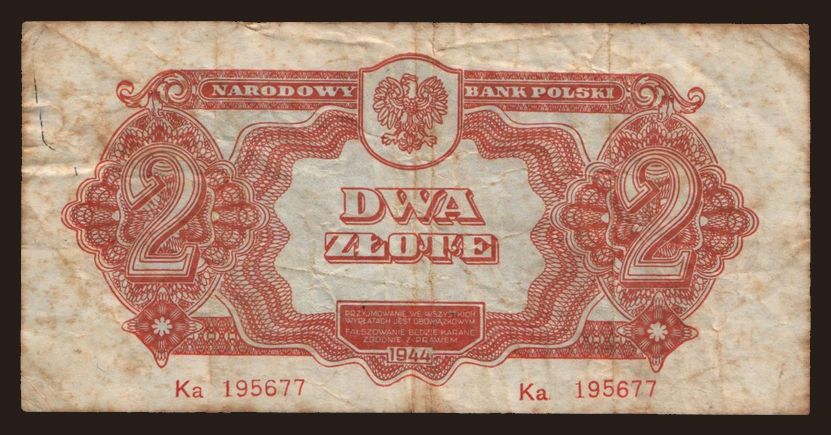 NARODOWY BANK POLSKI
2 2
DWA
ZŁOTE
PRZYJMOWANIE WE WSZYSTKICH
WYPŁATACH JEST OBOWIĄZKOWYM
FAŁSZOWANIE BĘDZIE KARANE
ZGODNIE Z PRAWEM
1944
Ka 195677 Ka 195677